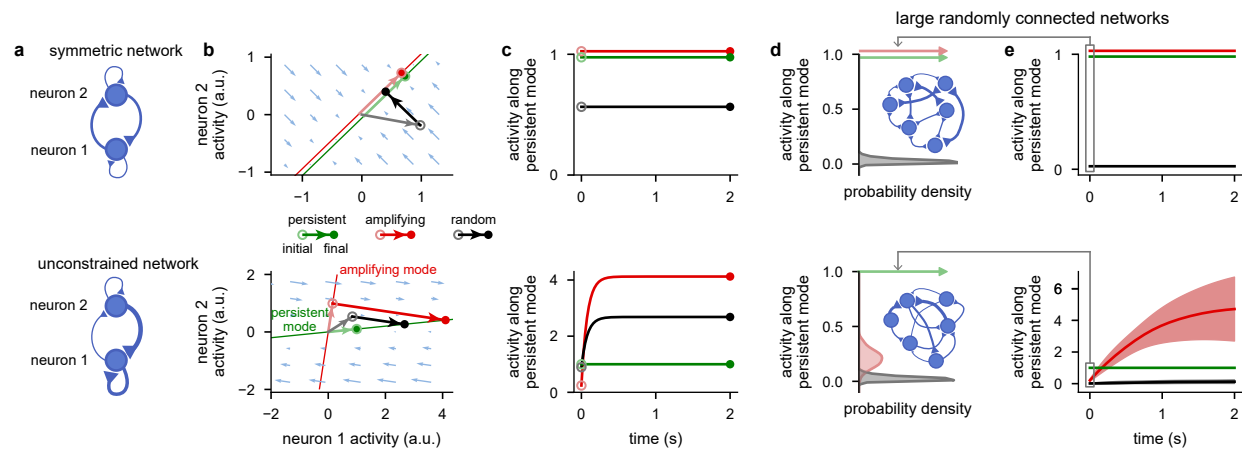 large randomly connected networks
a
symmetric network
neuron 2
neuron 1
b
neuron 2
activity (a.u.)
1
0
−1
−1
0
1
c
activity along
persistent mode
1
0
0
2
d
activity along
persistent mode
1.0
0.5
0.0
probability density
e
activity along
persistent mode
1
0
0
2
persistent
amplifying
random
initial final
unconstrained network
neuron 2
neuron 1
neuron 2
activity (a.u.)
2
0
−2
−2
0
2
4
amplifying mode
persistent
mode
neuron 1 activity (a.u.)
activity along
persistent mode
4
2
0
0
1
2
time (s)
activity along
persistent mode
1.0
0.5
0.0
probability density
activity along
persistent mode
6
4
2
0
0
1
2
time (s)